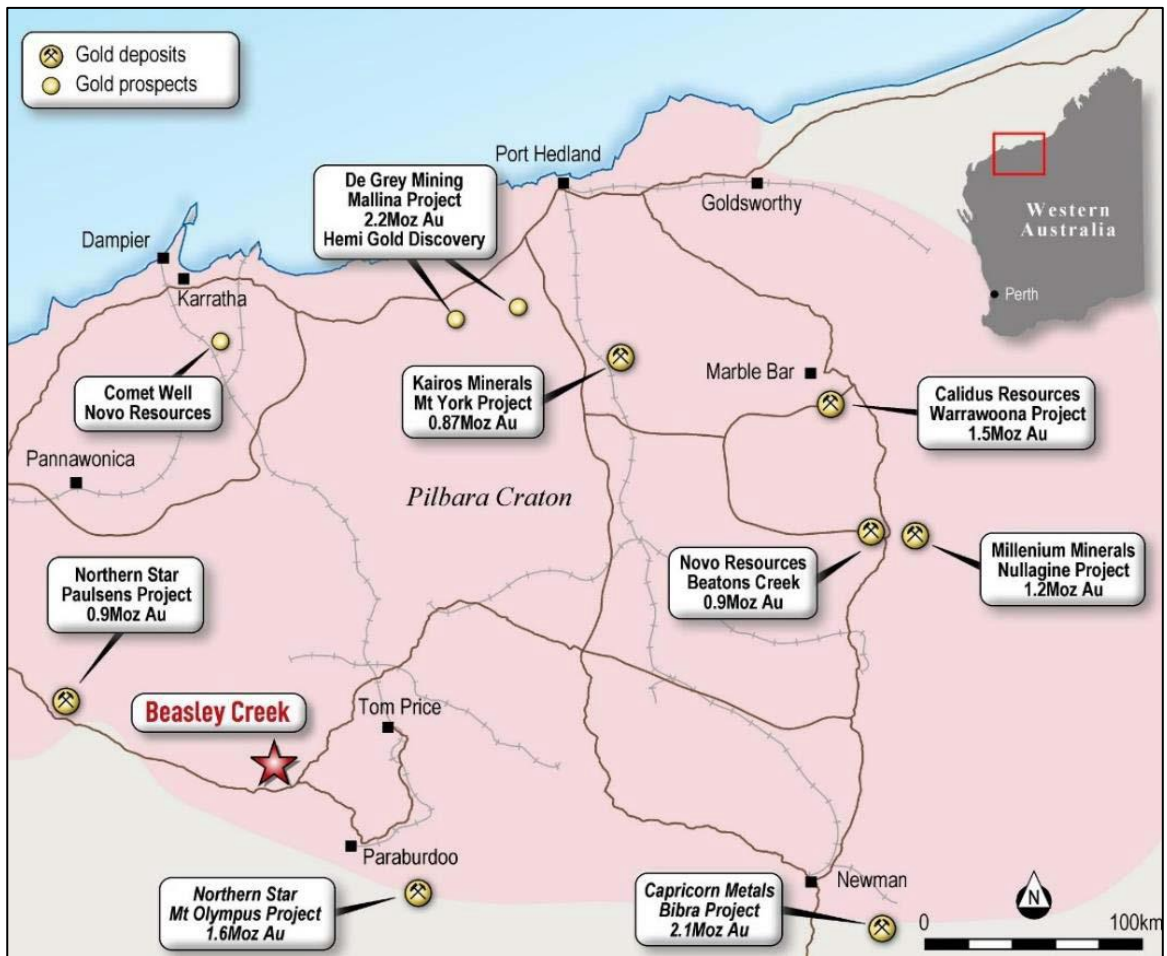 Gold deposits
Gold prospects
Port Hedland
De Grey Mining
Mallina Project
2.2Moz Au
Hemi Gold Discovery
Goldsworthy
Western
Australia
Perth
Dampier
Karratha
Comet Well
Novo Resources
Kairos Minerals
Mt York Project
0.87Moz Au
Marble Bar
Calidus Resources
Warrawoona Project
1.5Moz Au
Pannawonica
Pilbara Craton
Northern Star
Paulsens Project
0.9Moz Au
Novo Resources
Beatons Creek
0.9Moz Au
Millenium Minerals
Nullagine Project
1.2Moz Au
Beasley Creek
Tom Price
Paraburdoo
Northern Star
Mt Olympus Project
1.6Moz Au
Capricorn Metals
Bibra Project
2.1Moz Au
Newman
N
0 100km